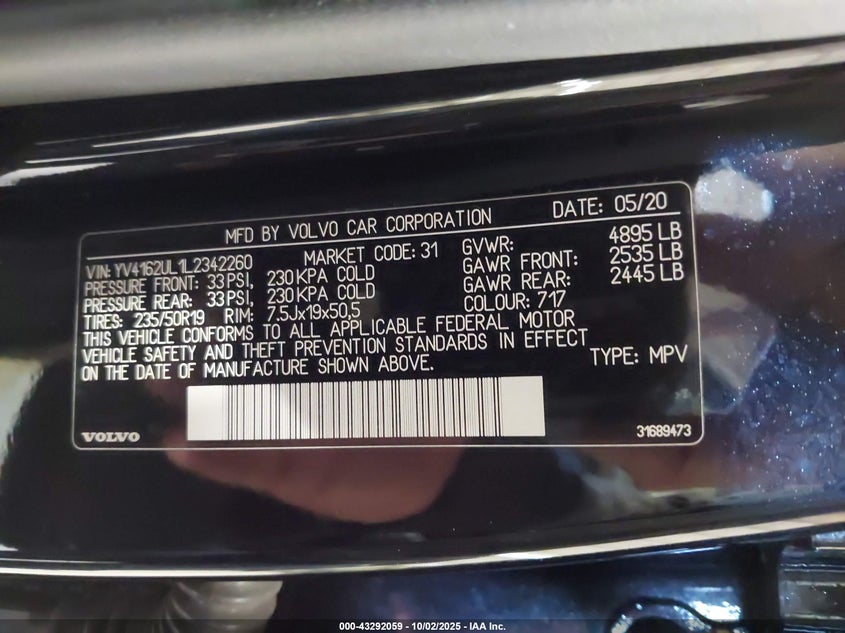 MFD BY VOLVO CAR CORPORATION DATE: 05/20
VIN: YV4162UL1L2342260 MARKET CODE: 31 GVWR: 4895 LB
PRESSURE FRONT: 33PSI, 230KPA COLD GAWR FRONT: 2535 LB
PRESSURE REAR: 33PSI, 230KPA COLD GAWR REAR: 2445 LB
TIRES: 235/50R19 RIM: 7.5Jx19x50,5 COLOUR: 717
THIS VEHICLE CONFORMS TO ALL APPLICABLE FEDERAL MOTOR
VEHICLE SAFETY AND THEFT PREVENTION STANDARDS IN EFFECT
ON THE DATE OF MANUFACTURE SHOWN ABOVE. TYPE: MPV
VOLVO 31689473
000-43292059 - 10/02/2025 - IAA Inc.